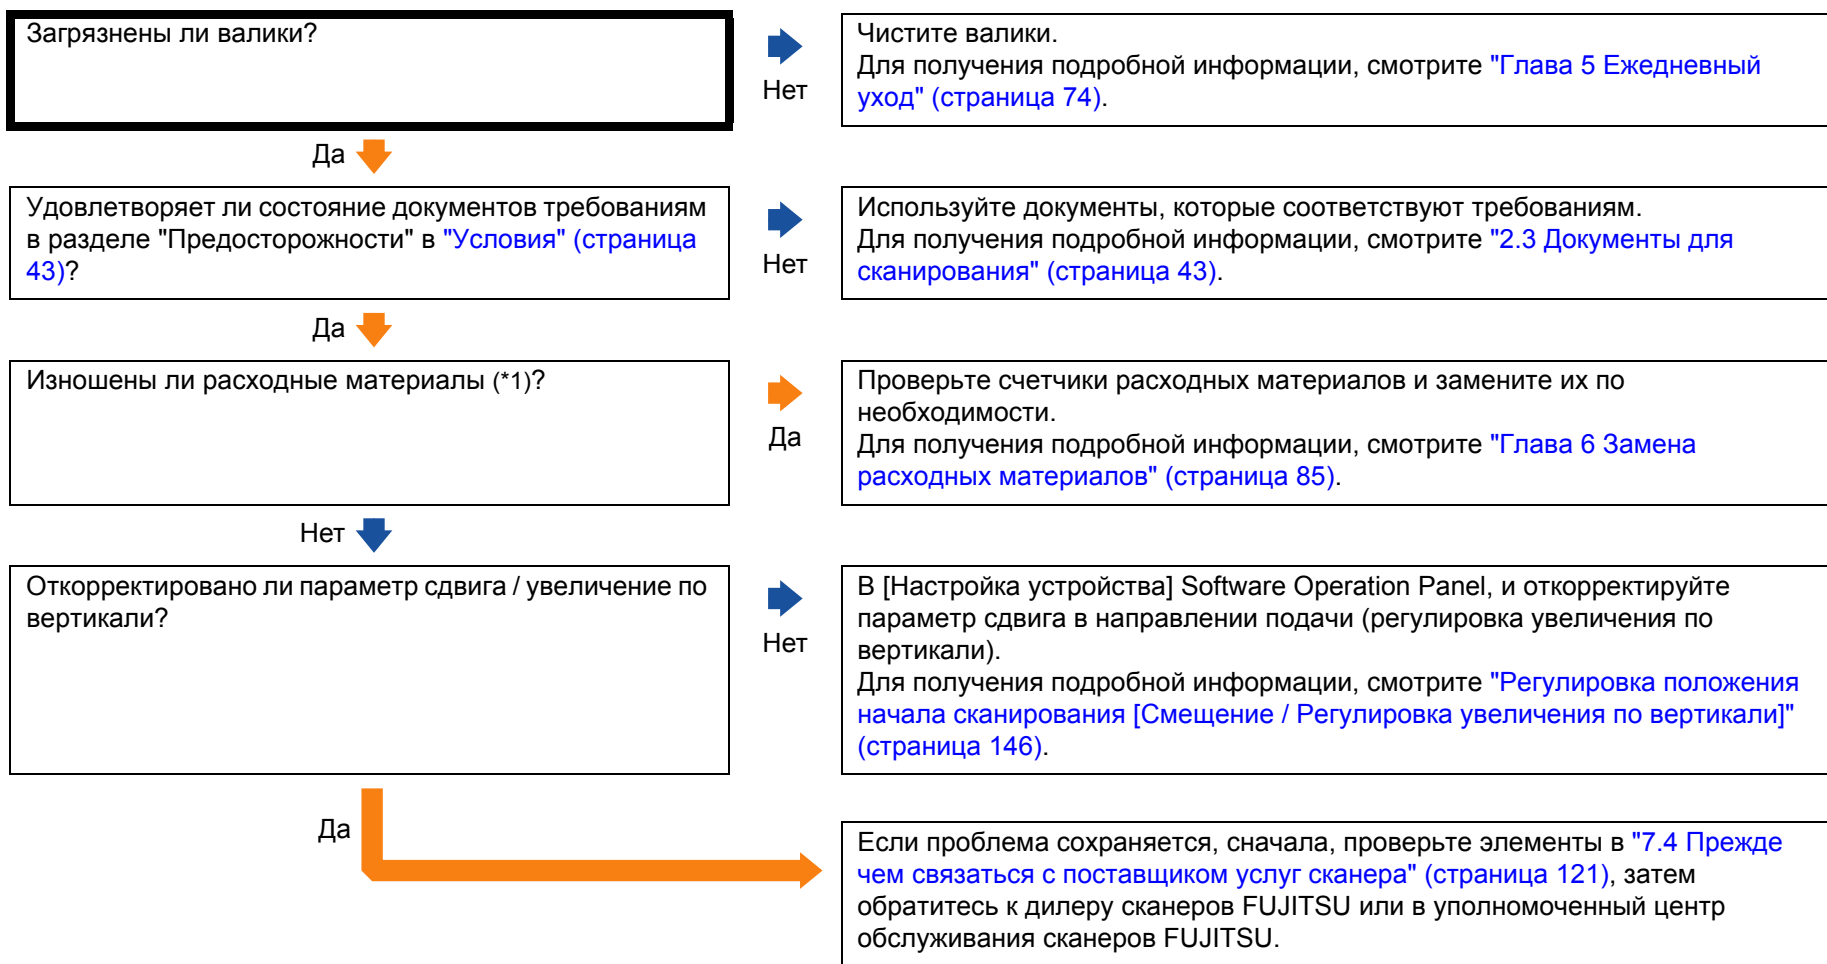 Загрязнены ли валики?
Нет
Чистите валики.
Для получения подробной информации, смотрите "Глава 5 Ежедневный
уход" (страница 74).
Да
Удовлетворяет ли состояние документов требованиям
в разделе "Предосторожности" в "Условия" (страница
43)?
Нет
Используйте документы, которые соответствуют требованиям.
Для получения подробной информации, смотрите "2.3 Документы для
сканирования" (страница 43).
Да
Изношены ли расходные материалы (*1)?
Да
Проверьте счетчики расходных материалов и замените их по
необходимости.
Для получения подробной информации, смотрите "Глава 6 Замена
расходных материалов" (страница 85).
Нет
Откорректировано ли параметр сдвига / увеличение по
вертикали?
Нет
В [Настройка устройства] Software Operation Panel, и откорректируйте
параметр сдвига в направлении подачи (регулировка увеличения по
вертикали).
Для получения подробной информации, смотрите "Регулировка положения
начала сканирования [Смещение / Регулировка увеличения по вертикали]"
(страница 146).
Да
Если проблема сохраняется, сначала, проверьте элементы в "7.4 Прежде
чем связаться с поставщиком услуг сканера" (страница 121), затем
обратитесь к дилеру сканеров FUJITSU или в уполномоченный центр
обслуживания сканеров FUJITSU.